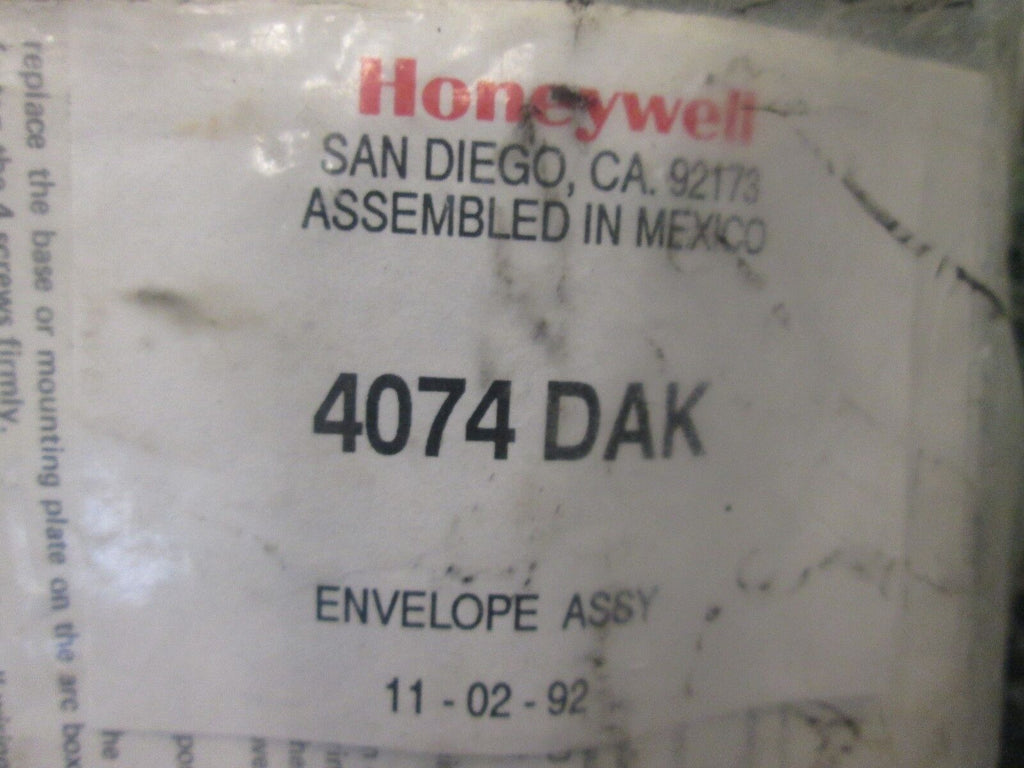 Honeywell
SAN DIEGO, CA. 92173
ASSEMBLED IN MEXICO
4074 DAK
ENVELOPE ASSY
11 - 02 - 92
replace the base or mounting plate on the arc box
the 4 screws firmly.
he